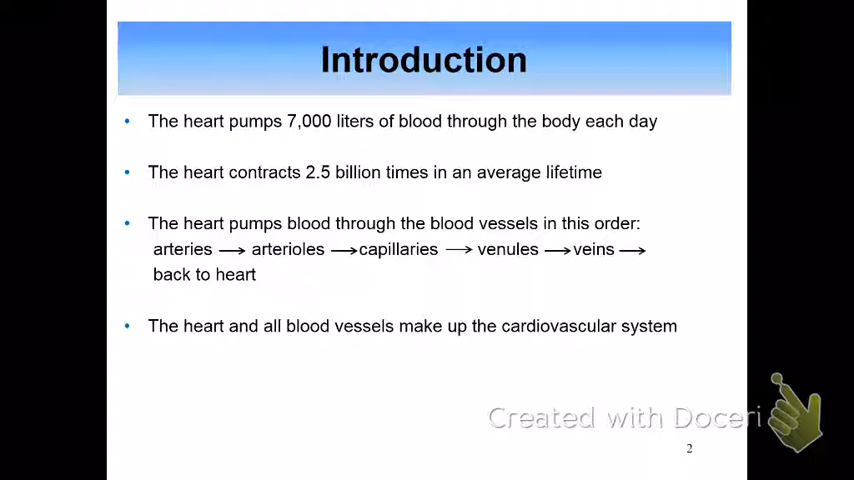 Introduction
• The heart pumps 7,000 liters of blood through the body each day
• The heart contracts 2.5 billion times in an average lifetime
• The heart pumps blood through the blood vessels in this order:
arteries → arterioles → capillaries → venules → veins →
back to heart
• The heart and all blood vessels make up the cardiovascular system
Created with Doceri
2